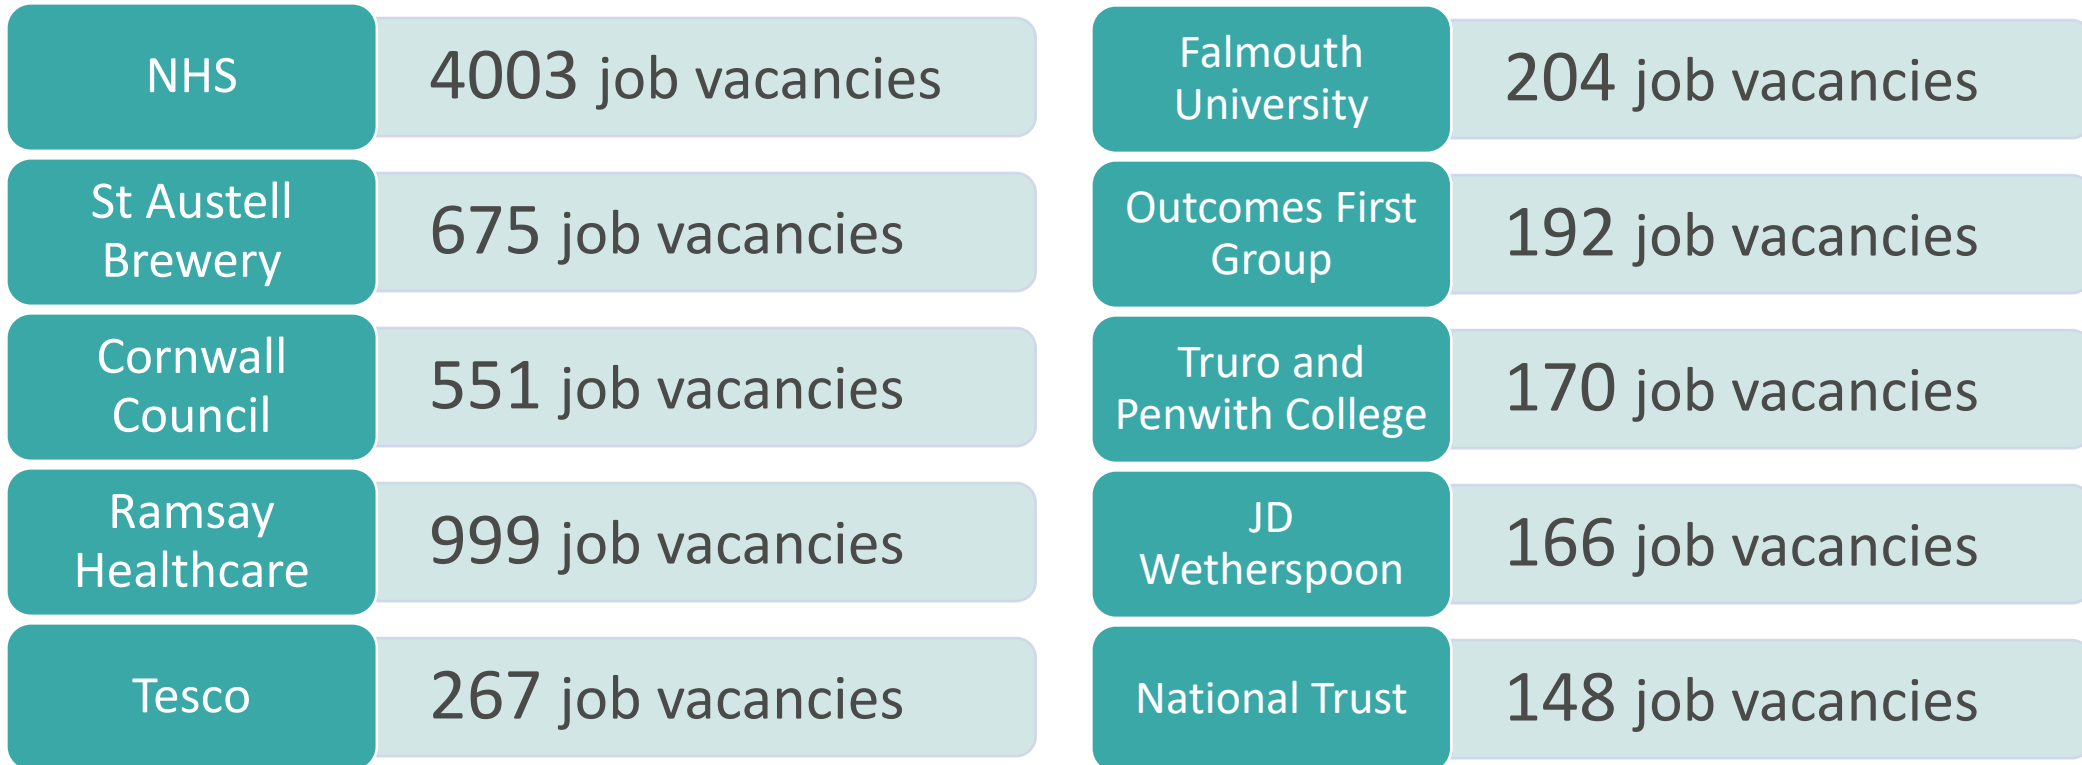 NHS
4003 job vacancies
St Austell
Brewery
675 job vacancies
Cornwall
Council
551 job vacancies
Ramsay
Healthcare
999 job vacancies
Tesco
267 job vacancies
Falmouth
University
204 job vacancies
Outcomes First
Group
192 job vacancies
Truro and
Penwith College
170 job vacancies
JD
Wetherspoon
166 job vacancies
National Trust
148 job vacancies